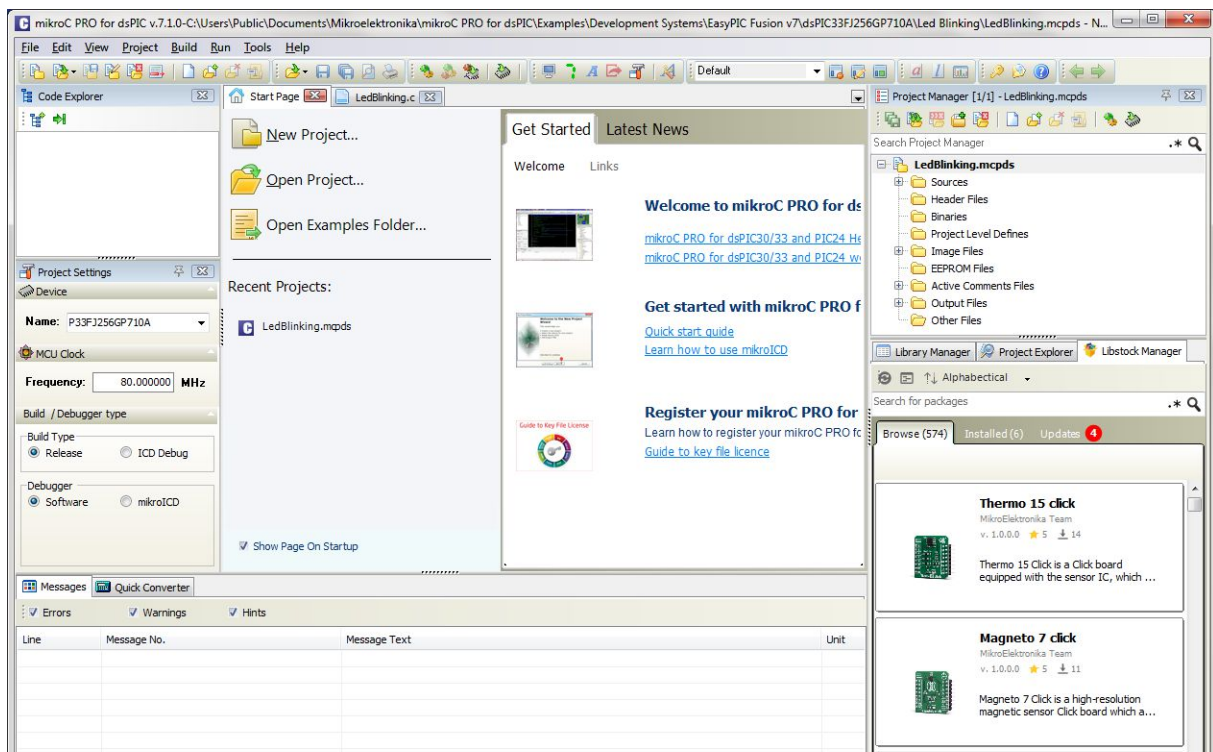 mikroC PRO for dsPIC v.7.1.0-C:\Users\Public\Documents\Mikroelektronika\mikroC PRO for dsPIC\Examples\Development Systems\EasyPIC Fusion v7\dsPIC33FJ256GP710A\Led Blinking\LedBlinking.mcpds - N...
File Edit View Project Build Run Tools Help
Default
Code Explorer
Start Page LedBlinking.c
New Project...
Open Project...
Open Examples Folder...
Recent Projects:
LedBlinking.mcpds
Show Page On Startup
Get Started Latest News
Welcome Links
Welcome to mikroC PRO for ds
mikroC PRO for dsPIC30/33 and PIC24 He
mikroC PRO for dsPIC30/33 and PIC24 w
Get started with mikroC PRO f
Quick start guide
Learn how to use mikroICD
Guide to Key File License
Register your mikroC PRO for
Learn how to register your mikroC PRO fo
Guide to key file licence
Project Settings
Device
Name: P33FJ256GP710A
MCU Clock
Frequency: 80.000000 MHz
Build / Debugger type
Build Type
Release ICD Debug
Debugger
Software mikroICD
Project Manager [1/1] - LedBlinking.mcpds
Search Project Manager .*
LedBlinking.mcpds
Sources
Header Files
Binaries
Project Level Defines
Image Files
EEPROM Files
Active Comments Files
Output Files
Other Files
Library Manager Project Explorer Libstock Manager
Alphabectical
Search for packages .*
Browse (574) Installed (6) Updates 4
Thermo 15 click
MikroElektronika Team
v. 1.0.0.0 5 14
Thermo 15 Click is a Click board
equipped with the sensor IC, which ...
Magneto 7 click
MikroElektronika Team
v. 1.0.0.0 5 11
Magneto 7 Click is a high-resolution
magnetic sensor Click board which a...
Messages Quick Converter
Errors Warnings Hints
Line Message No. Message Text Unit